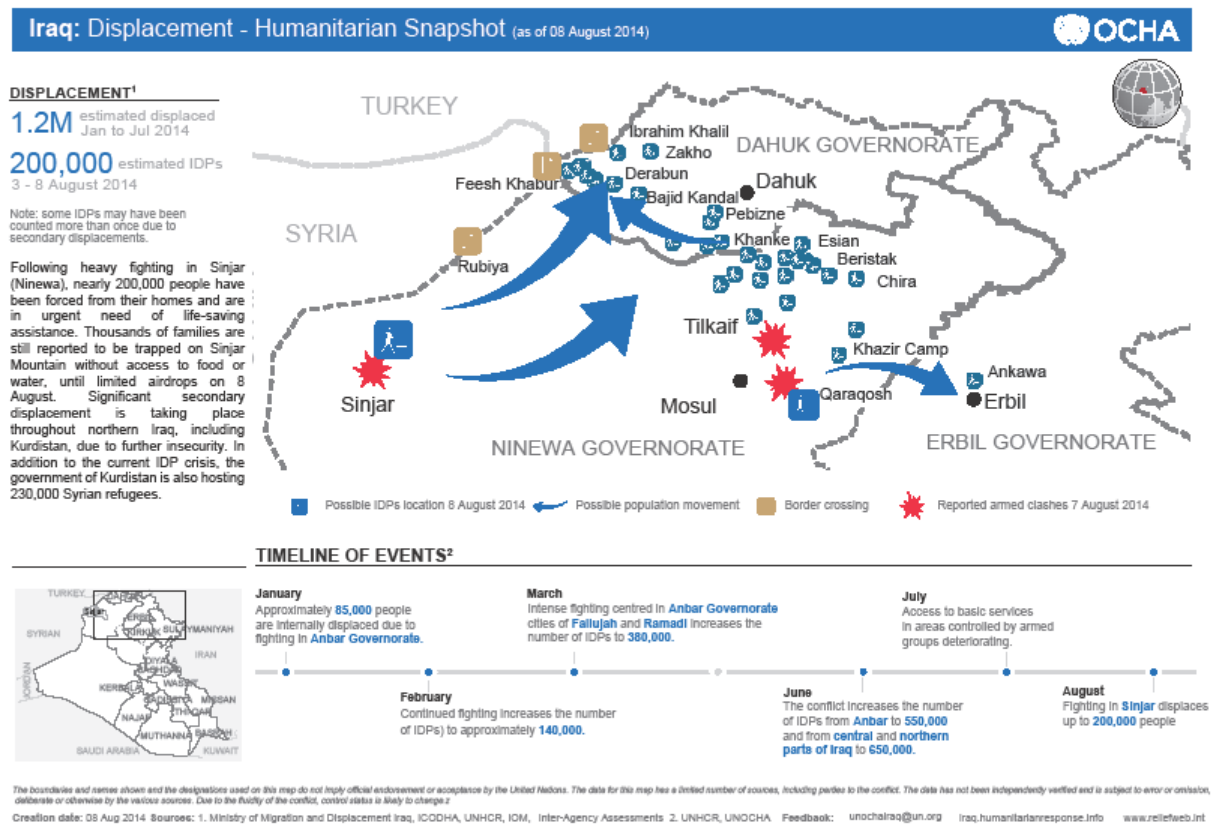 Iraq: Displacement - Humanitarian Snapshot (as of 08 August 2014)
OCHA
DISPLACEMENT¹
1.2M estimated displaced
Jan to Jul 2014
200,000 estimated IDPs
3 - 8 August 2014
Note: some IDPs may have been
counted more than once due to
secondary displacements.
Following heavy fighting in Sinjar
(Ninewa), nearly 200,000 people have
been forced from their homes and are
in urgent need of life-saving
assistance. Thousands of families are
still reported to be trapped on Sinjar
Mountain without access to food or
water, until limited airdrops on 8
August. Significant secondary
displacement is taking place
throughout northern Iraq, including
Kurdistan, due to further insecurity. In
addition to the current IDP crisis, the
government of Kurdistan is also hosting
230,000 Syrian refugees.
TURKEY
SYRIA
Ibrahim Khalil
Zakho
DAHUK GOVERNORATE
Feesh Khabur
Derabun
Dahuk
Bajid Kandal
Pebizne
Rubiya
Khanke
Esian
Beristak
Chira
Tilkaif
Khazir Camp
Sinjar
Mosul
Qaraqosh
Ankawa
Erbil
NINEWA GOVERNORATE
ERBIL GOVERNORATE
Possible IDPs location 8 August 2014
Possible population movement
Border crossing
Reported armed clashes 7 August 2014
TIMELINE OF EVENTS²
January
Approximately 85,000 people
are internally displaced due to
fighting in Anbar Governorate.
February
Continued fighting increases the number
of IDPs) to approximately 140,000.
March
Intense fighting centred in Anbar Governorate
cities of Fallujah and Ramadi increases the
number of IDPs to 380,000.
June
The conflict increases the number
of IDPs from Anbar to 550,000
and from central and northern
parts of Iraq to 650,000.
July
Access to basic services
in areas controlled by armed
groups deteriorating.
August
Fighting in Sinjar displaces
up to 200,000 people
TURKEY
SYRIAN
ERBIL
KIRKUK
SULAYMANIYAH
IRAN
DIYALA
BAGHDAD
JORDAN
KERBALA
WASSIT
MISSAN
NAJAF
THIQAR
MUTHANNA
BASRAH
SAUDI ARABIA
KUWAIT
The boundaries and names shown and the designations used on this map do not imply official endorsement or acceptance by the United Nations. The data for this map has a limited number of sources, including parties to the conflict. The data has not been independently verified and is subject to error or omission,
deliberate or otherwise by the various sources. Due to the fluidity of the conflict, control status is likely to change.
Creation date: 08 Aug 2014 Sources: 1. Ministry of Migration and Displacement Iraq, ICODHA, UNHCR, IOM, Inter-Agency Assessments 2. UNHCR, UNOCHA Feedback: unochairaq@un.org iraq.humanitarianresponse.info www.reliefweb.int